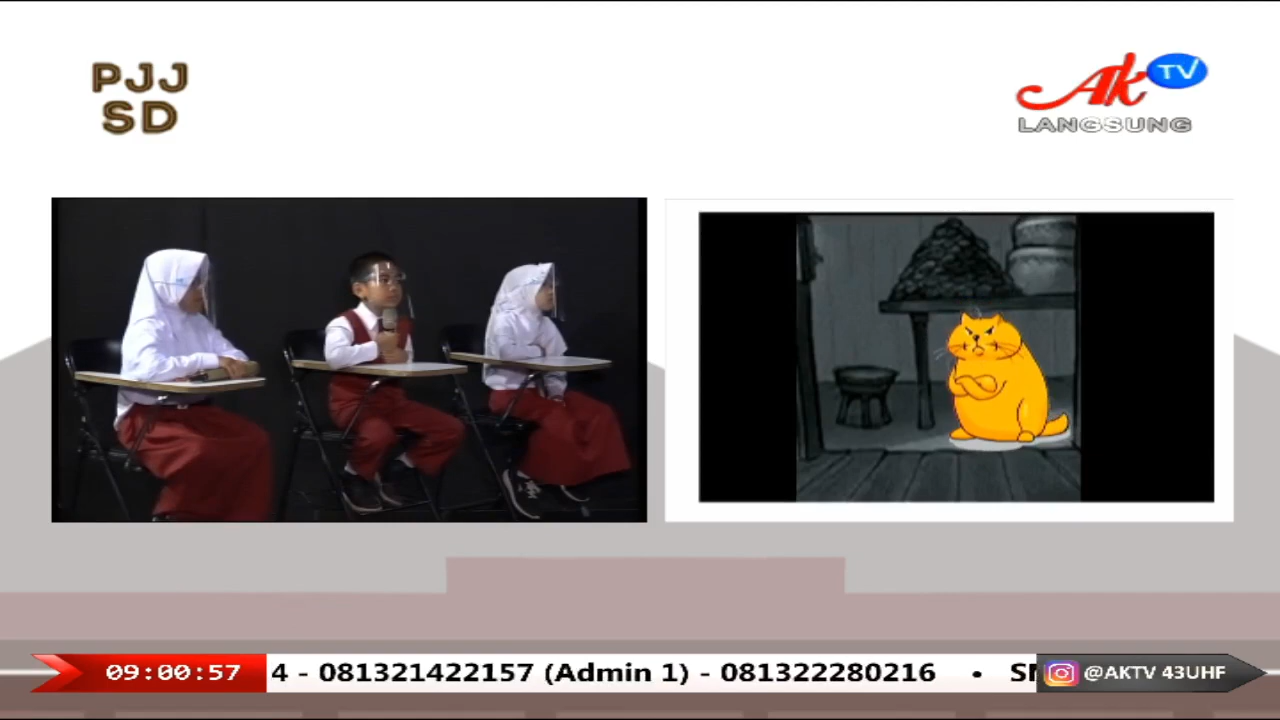 PJJ
SD
Ak TV
LANGSUNG
09:00:57
4 - 081321422157 (Admin 1) - 081322280216 •
@AKTV 43UHF